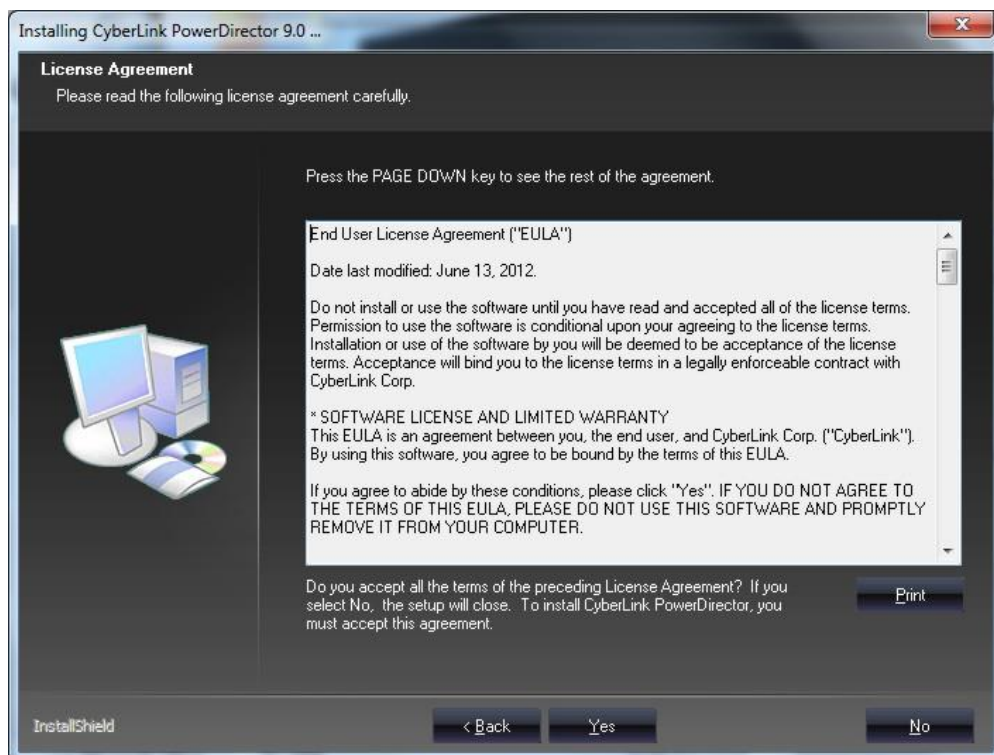 Installing CyberLink PowerDirector 9.0 ...
License Agreement
Please read the following license agreement carefully.
Press the PAGE DOWN key to see the rest of the agreement.
End User License Agreement ("EULA")
Date last modified: June 13, 2012.
Do not install or use the software until you have read and accepted all of the license terms.
Permission to use the software is conditional upon your agreeing to the license terms.
Installation or use of the software by you will be deemed to be acceptance of the license
terms. Acceptance will bind you to the license terms in a legally enforceable contract with
CyberLink Corp.
* SOFTWARE LICENSE AND LIMITED WARRANTY
This EULA is an agreement between you, the end user, and CyberLink Corp. ("CyberLink").
By using this software, you agree to be bound by the terms of this EULA.
If you agree to abide by these conditions, please click "Yes". IF YOU DO NOT AGREE TO
THE TERMS OF THIS EULA, PLEASE DO NOT USE THIS SOFTWARE AND PROMPTLY
REMOVE IT FROM YOUR COMPUTER.
Do you accept all the terms of the preceding License Agreement? If you
select No, the setup will close. To install CyberLink PowerDirector, you
must accept this agreement.
Print
InstallShield
< Back
Yes
No